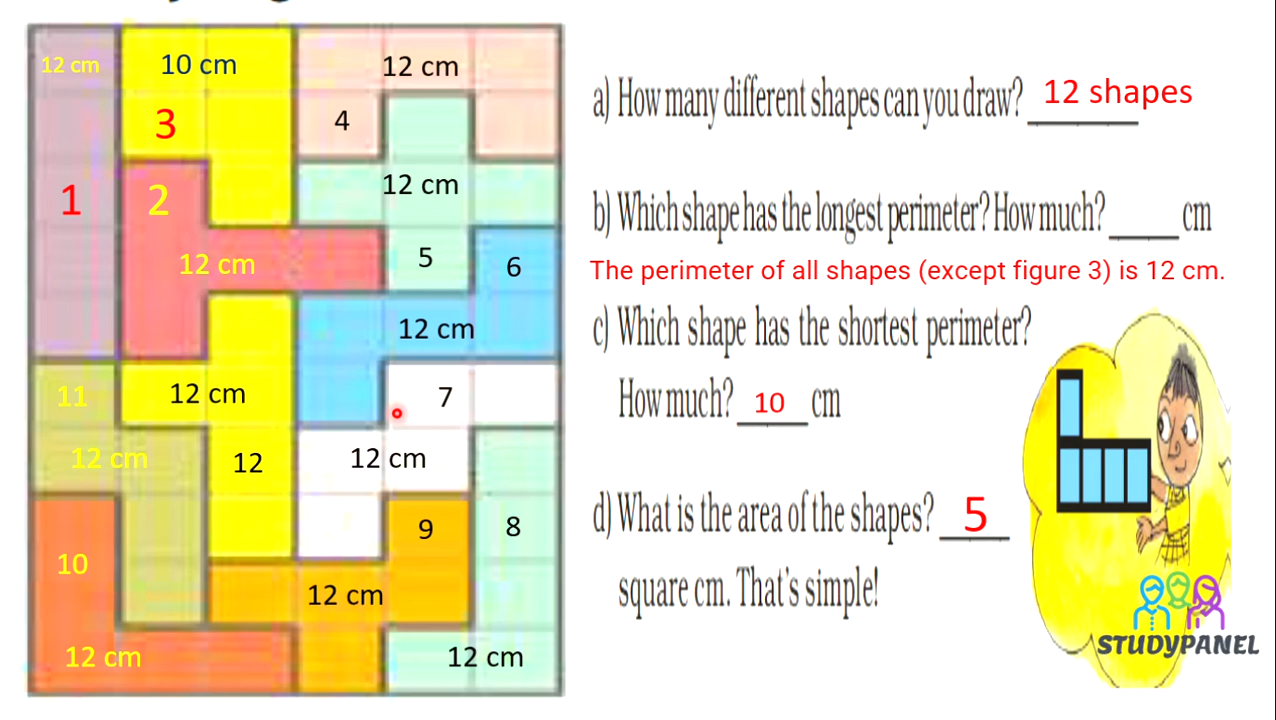 12 cm
10 cm
12 cm
3
4
1
2
12 cm
12 cm
5
6
12 cm
11
12 cm
7
12 cm
12
12 cm
9
8
10
12 cm
12 cm
12 cm
a) How many different shapes can you draw? 12 shapes
b) Which shape has the longest perimeter? How much? ______ cm
The perimeter of all shapes (except figure 3) is 12 cm.
c) Which shape has the shortest perimeter?
How much? 10 cm
d) What is the area of the shapes? 5
square cm. That's simple!
STUDYPANEL